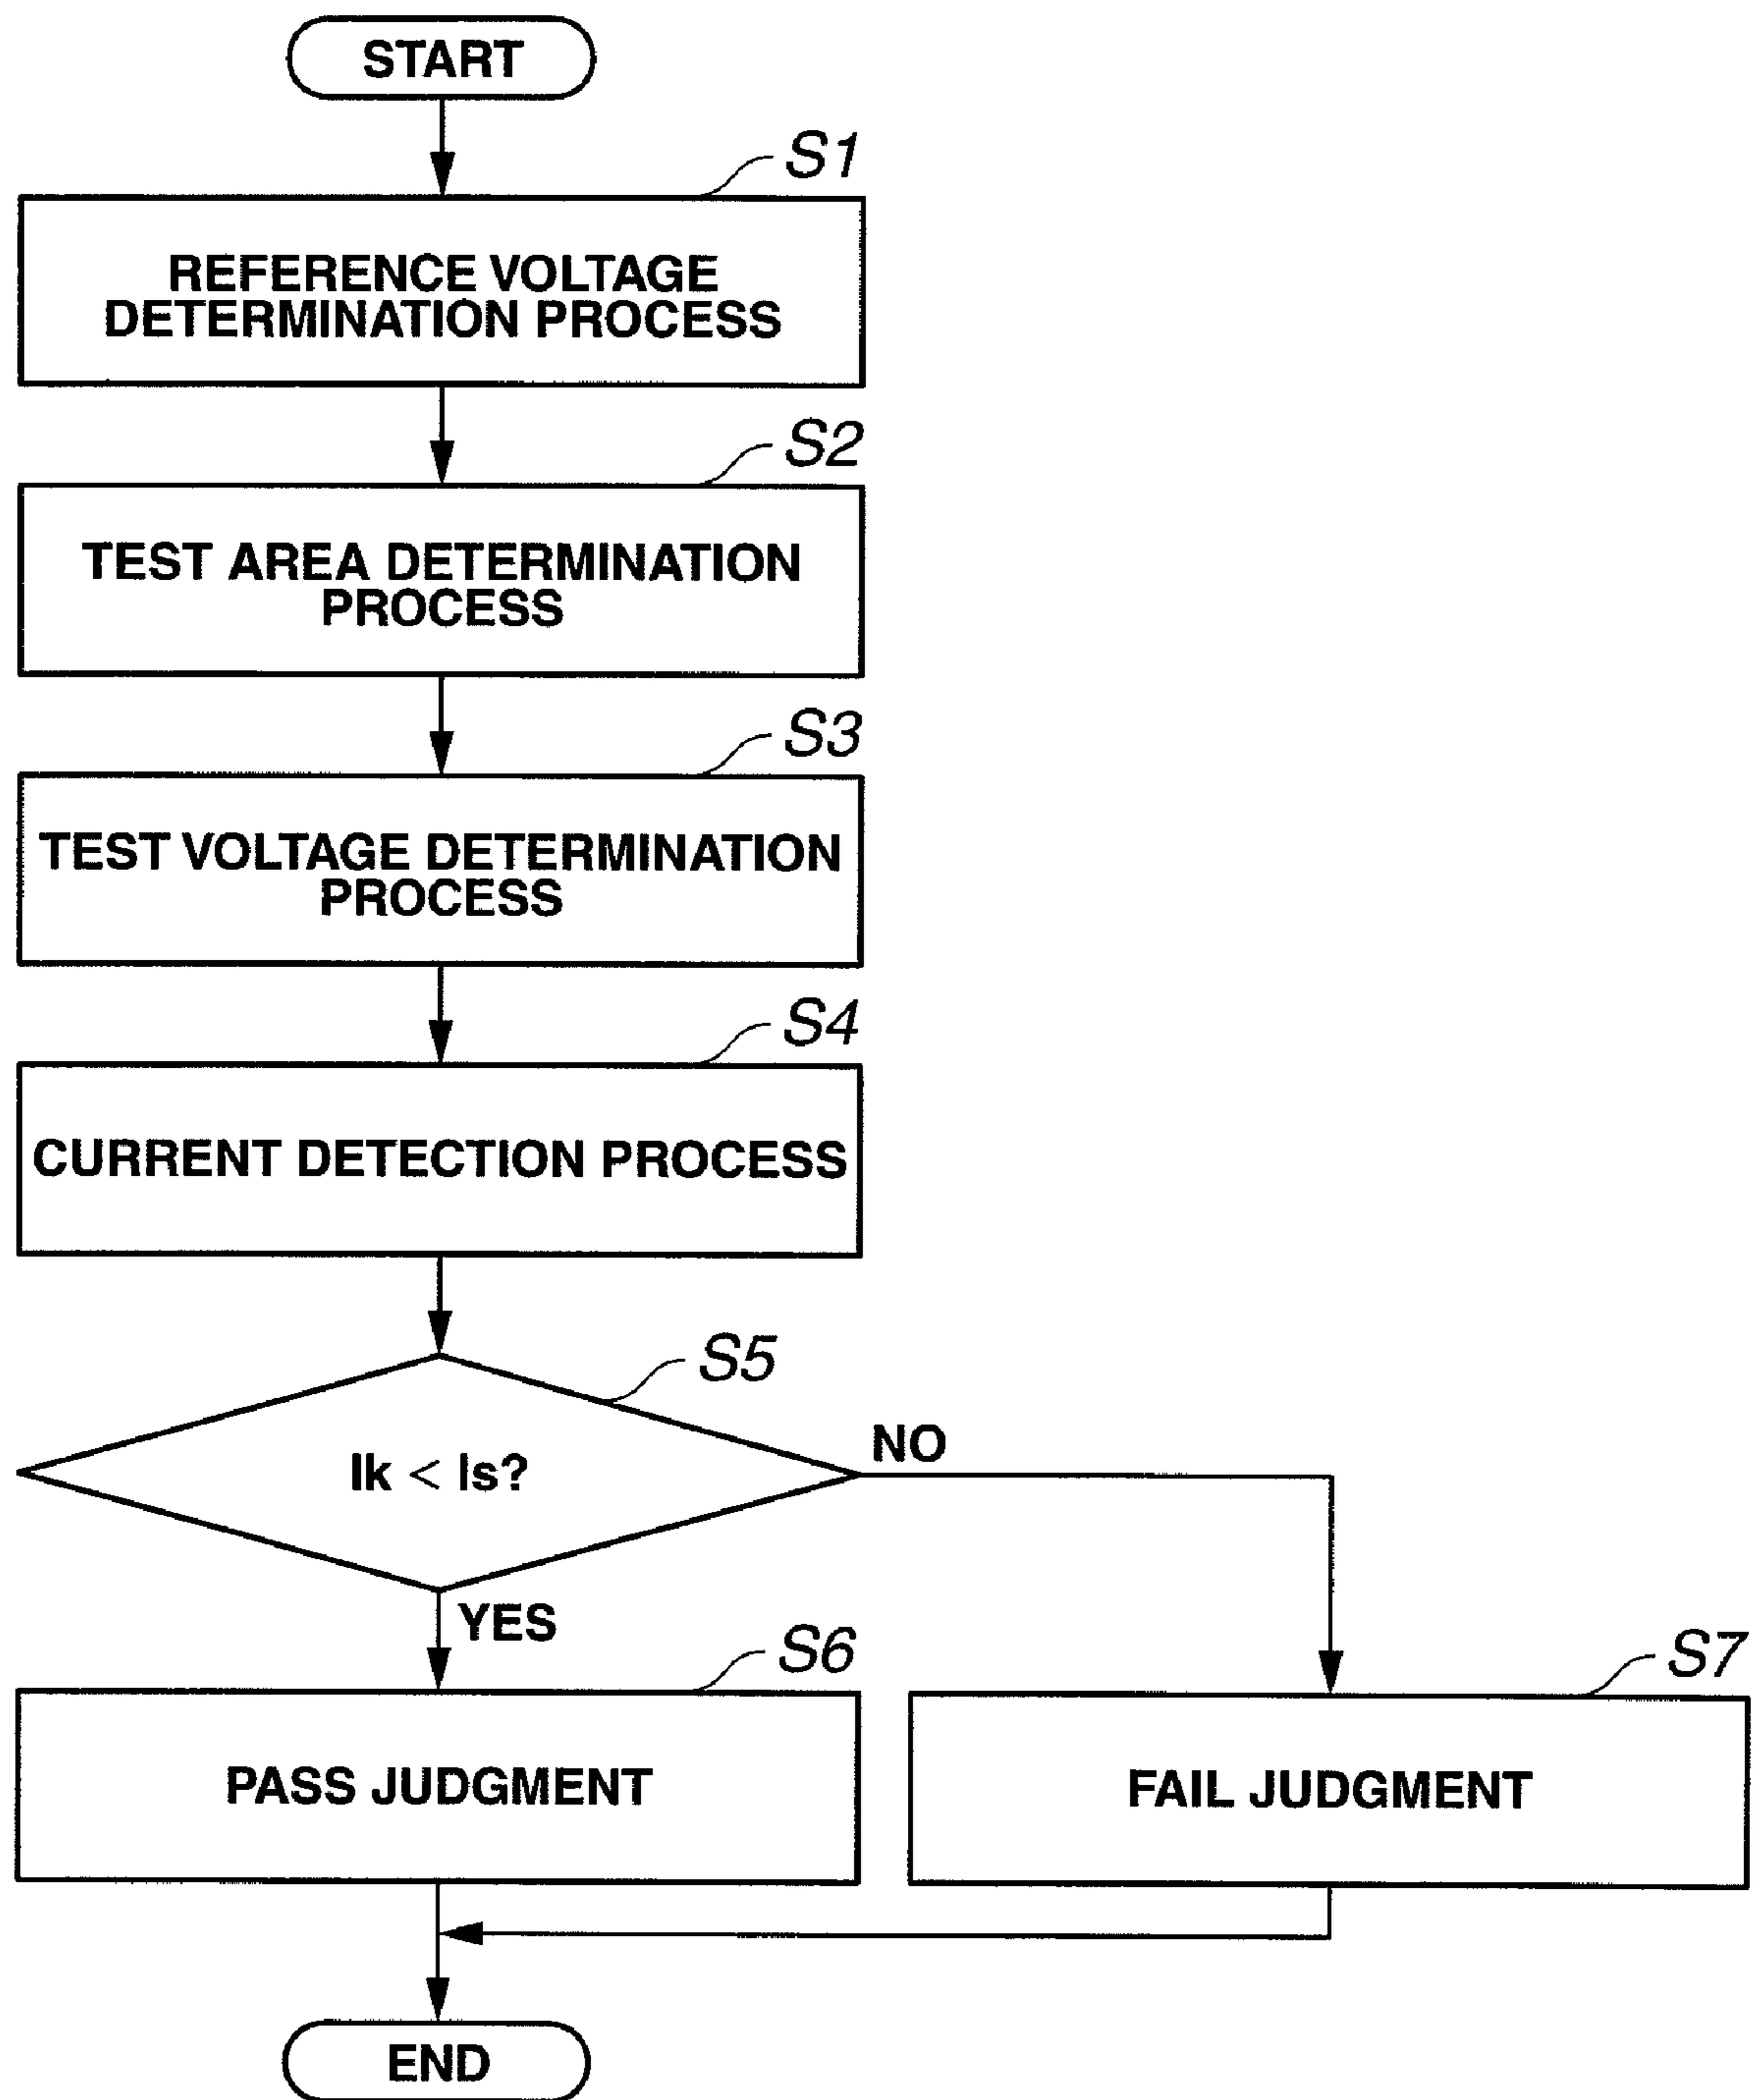 START
S1
REFERENCE VOLTAGE
DETERMINATION PROCESS
S2
TEST AREA DETERMINATION
PROCESS
S3
TEST VOLTAGE DETERMINATION
PROCESS
S4
CURRENT DETECTION PROCESS
S5
Ik < Is?
NO
YES
S6
PASS JUDGMENT
S7
FAIL JUDGMENT
END